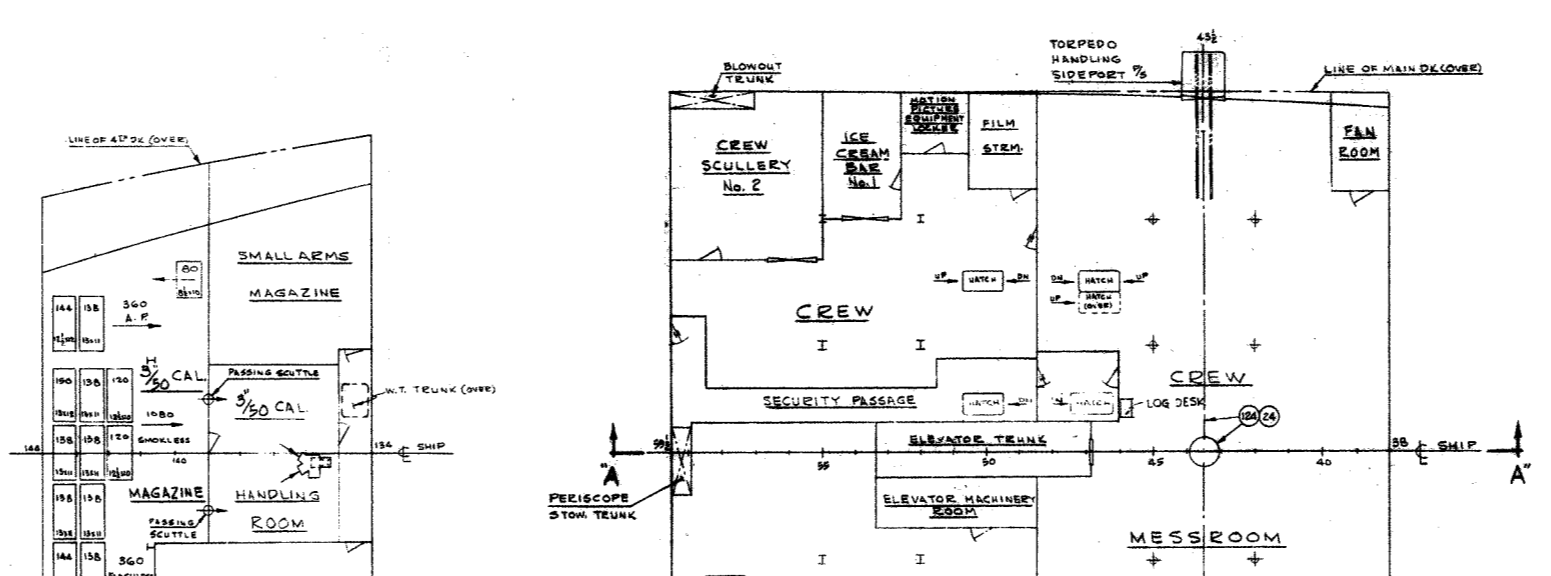 LINE OF 4TH DK (OVER)
SMALL ARMS
MAGAZINE
80
144
138
360
A. P.
3"/50 CAL.
PASSING SCUTTLE
3"/50 CAL.
W.T. TRUNK (OVER)
150
138
120
1080
SMOKLESS
138
138
120
144
140
134
SHIP
138
138
MAGAZINE
HANDLING
ROOM
PASSING
SCUTTLE
144
138
360
BLOWOUT
TRUNK
TORPEDO
HANDLING
SIDEPORT P/S
43½
LINE OF MAIN DK (OVER)
CREW
SCULLERY
No. 2
ICE
CREAM
BAR
No. 1
MOTION
PICTURE
EQUIPMENT
LOCKER
FILM
STRM.
FAN
ROOM
UP
HATCH
DN
DN
HATCH
UP
UP
HATCH
(OVER)
CREW
CREW
SECURITY PASSAGE
HATCH
DN
HATCH
LOG DESK
124
24
ELEVATOR TRUNK
59½
55
50
45
40
38
SHIP
"A"
A"
PERISCOPE
STOW. TRUNK
ELEVATOR MACHINERY
ROOM
MESSROOM